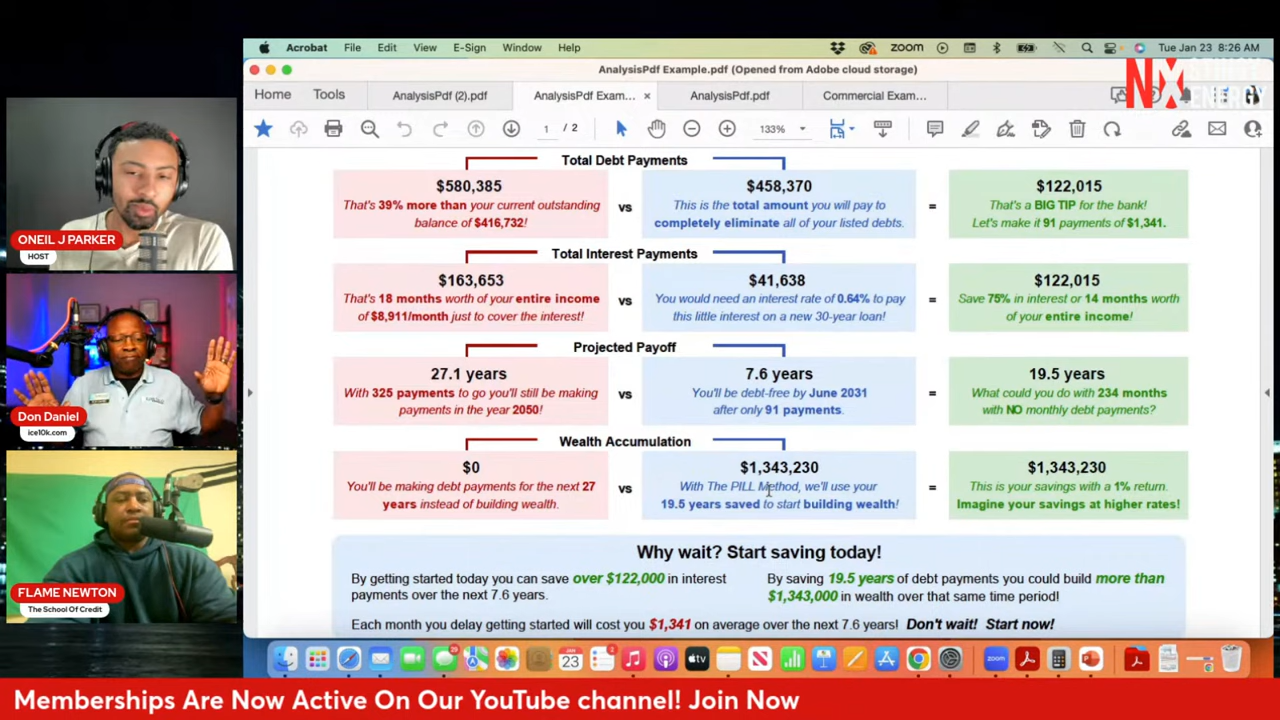 Acrobat File Edit View E-Sign Window Help zoom Tue Jan 23 8:26 AM
AnalysisPdf Example.pdf (Opened from Adobe cloud storage)
Home Tools AnalysisPdf (2).pdf AnalysisPdf Exam... × AnalysisPdf.pdf Commercial Exam...
NX
ENERGY
1 / 2 133%
Total Debt Payments
$580,385 $458,370 $122,015
That's 39% more than your current outstanding This is the total amount you will pay to That's a BIG TIP for the bank!
vs =
balance of $416,732! completely eliminate all of your listed debts. Let's make it 91 payments of $1,341.
Total Interest Payments
$163,653 $41,638 $122,015
That's 18 months worth of your entire income You would need an interest rate of 0.64% to pay Save 75% in interest or 14 months worth
vs =
of $8,911/month just to cover the interest! this little interest on a new 30-year loan! of your entire income!
Projected Payoff
27.1 years 7.6 years 19.5 years
With 325 payments to go you'll still be making You'll be debt-free by June 2031 What could you do with 234 months
vs =
payments in the year 2050! after only 91 payments. with NO monthly debt payments?
Wealth Accumulation
$0 $1,343,230 $1,343,230
You'll be making debt payments for the next 27 With The PILL Method, we'll use your This is your savings with a 1% return.
vs =
years instead of building wealth. 19.5 years saved to start building wealth! Imagine your savings at higher rates!
Why wait? Start saving today!
By getting started today you can save over $122,000 in interest
payments over the next 7.6 years.
By saving 19.5 years of debt payments you could build more than
$1,343,000 in wealth over that same time period!
Each month you delay getting started will cost you $1,341 on average over the next 7.6 years! Don't wait! Start now!
ONEIL J PARKER
HOST
Don Daniel
ice10k.com
FLAME NEWTON
The School Of Credit
JAN
23
zoom
Memberships Are Now Active On Our YouTube channel! Join Now